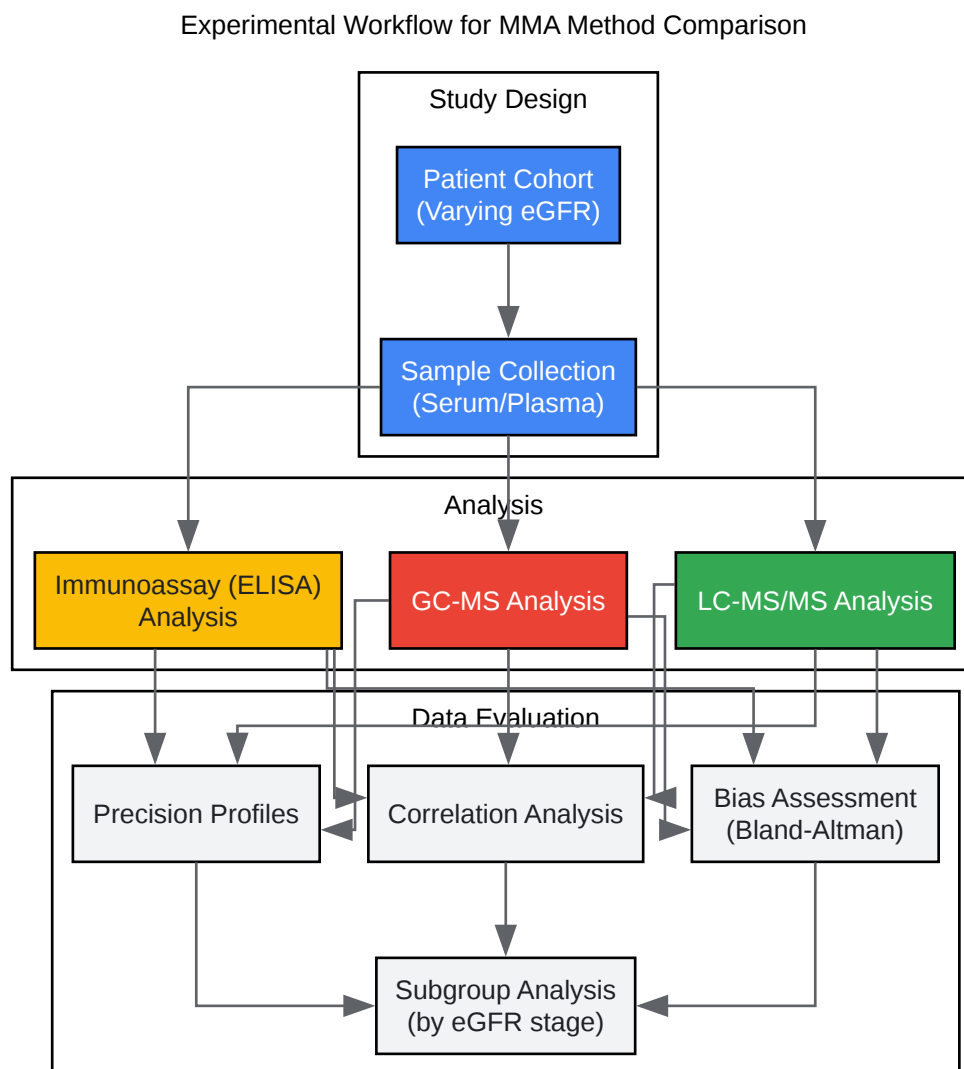 Experimental Workflow for MMA Method Comparison
Study Design
Patient Cohort
(Varying eGFR)
Sample Collection
(Serum/Plasma)
Analysis
Immunoassay (ELISA)
Analysis
GC-MS Analysis
LC-MS/MS Analysis
Data Evaluation
Precision Profiles
Correlation Analysis
Bias Assessment
(Bland-Altman)
Subgroup Analysis
(by eGFR stage)